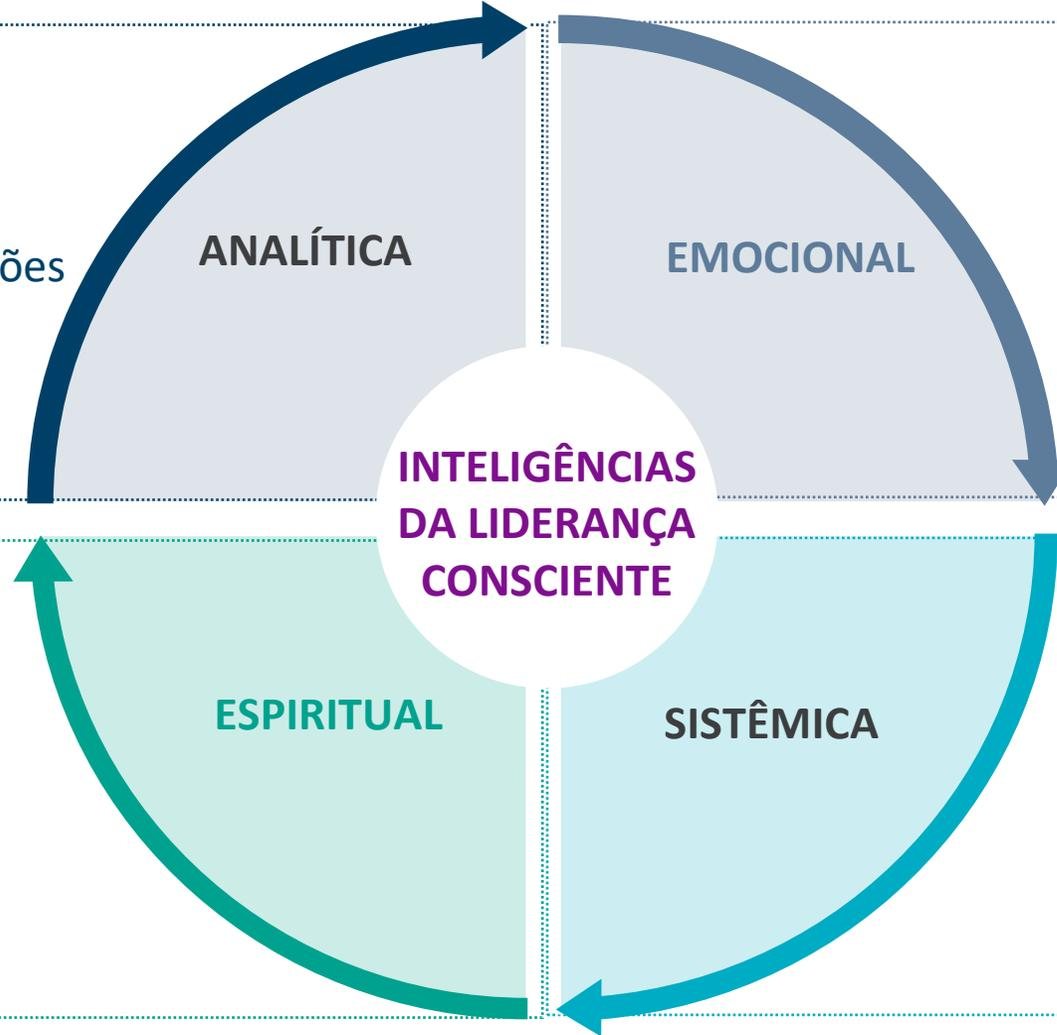 ANALÍTICA
EMOCIONAL
ões
INTELIGÊNCIAS
DA LIDERANÇA
CONSCIENTE
ESPIRITUAL
SISTÊMICA